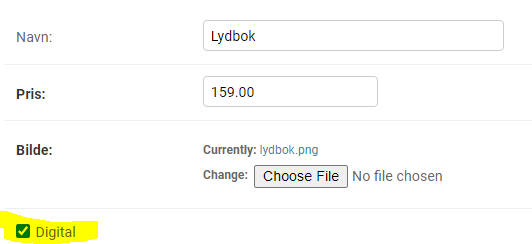 Navn: Lydbok
Pris: 159.00
Bilde: Currently: lydbok.png
Change: Choose File No file chosen
Digital